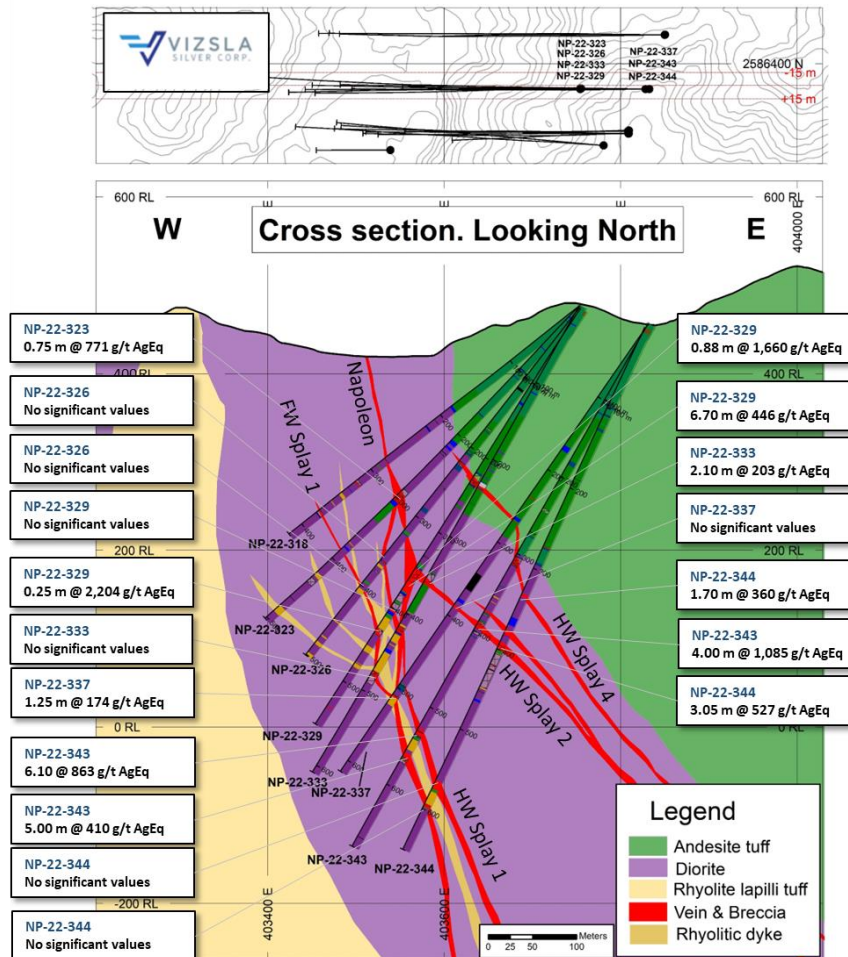 VIZSLA
SILVER CORP.
NP-22-323
NP-22-326
NP-22-333
NP-22-329
NP-22-337
NP-22-343
NP-22-344
2586400 N
-15 m
+15 m
600 RL
600 RL
404000 E
W
Cross section. Looking North
E
NP-22-323
0.75 m @ 771 g/t AgEq
NP-22-326
No significant values
NP-22-326
No significant values
NP-22-329
No significant values
NP-22-329
0.25 m @ 2,204 g/t AgEq
NP-22-333
No significant values
NP-22-337
1.25 m @ 174 g/t AgEq
NP-22-343
6.10 @ 863 g/t AgEq
NP-22-343
5.00 m @ 410 g/t AgEq
NP-22-344
No significant values
NP-22-344
No significant values
400 RL
400 RL
200 RL
200 RL
0 RL
0 RL
-200 RL
FW Splay 1
Napoleon
HW Splay 4
HW Splay 2
HW Splay 1
NP-22-318
NP-22-323
NP-22-326
NP-22-329
NP-22-333
NP-22-337
NP-22-343
NP-22-344
403400 E
403600 E
NP-22-329
0.88 m @ 1,660 g/t AgEq
NP-22-329
6.70 m @ 446 g/t AgEq
NP-22-333
2.10 m @ 203 g/t AgEq
NP-22-337
No significant values
NP-22-344
1.70 m @ 360 g/t AgEq
NP-22-343
4.00 m @ 1,085 g/t AgEq
NP-22-344
3.05 m @ 527 g/t AgEq
Legend
Andesite tuff
Diorite
Rhyolite lapilli tuff
Vein & Breccia
Rhyolitic dyke
Meters
0 25 50 100